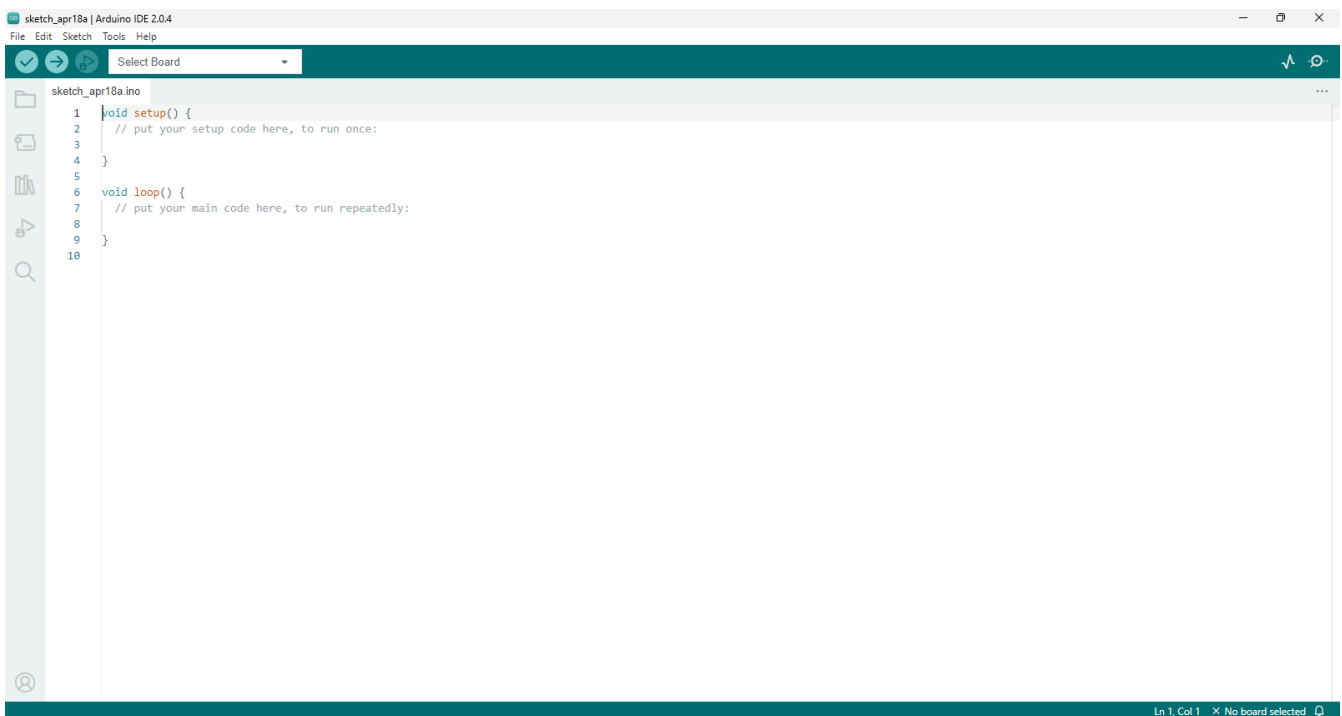 sketch_apr18a | Arduino IDE 2.0.4
File Edit Sketch Tools Help
Select Board
sketch_apr18a.ino
1 void setup() {
2 // put your setup code here, to run once:
3
4 }
5
6 void loop() {
7 // put your main code here, to run repeatedly:
8
9 }
10
Ln 1, Col 1 × No board selected